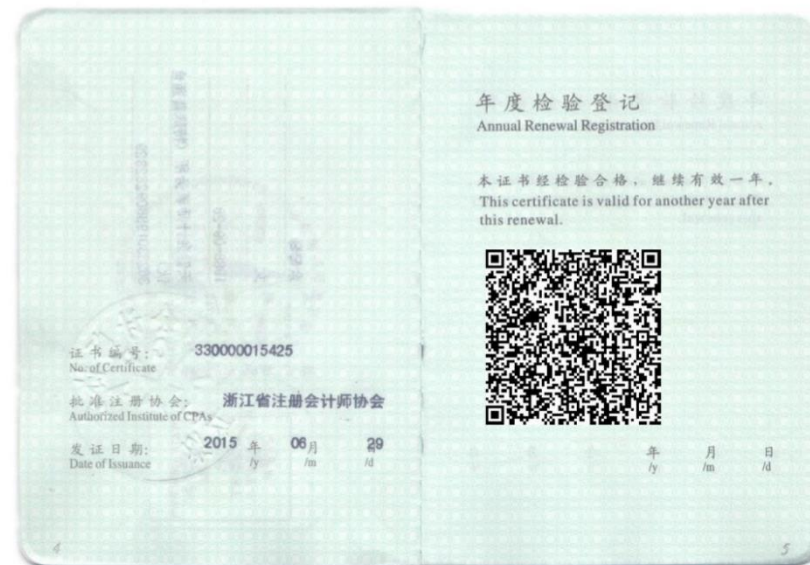 证书编号: 330000015425
No. of Certificate
批准注册协会: 浙江省注册会计师协会
Authorized Institute of CPAs
发证日期: 2015 年 06 月 29
Date of Issuance /y /m /d
4
年度检验登记
Annual Renewal Registration
本证书经检验合格，继续有效一年。
This certificate is valid for another year after
this renewal.
年 月 日
/y /m /d
5